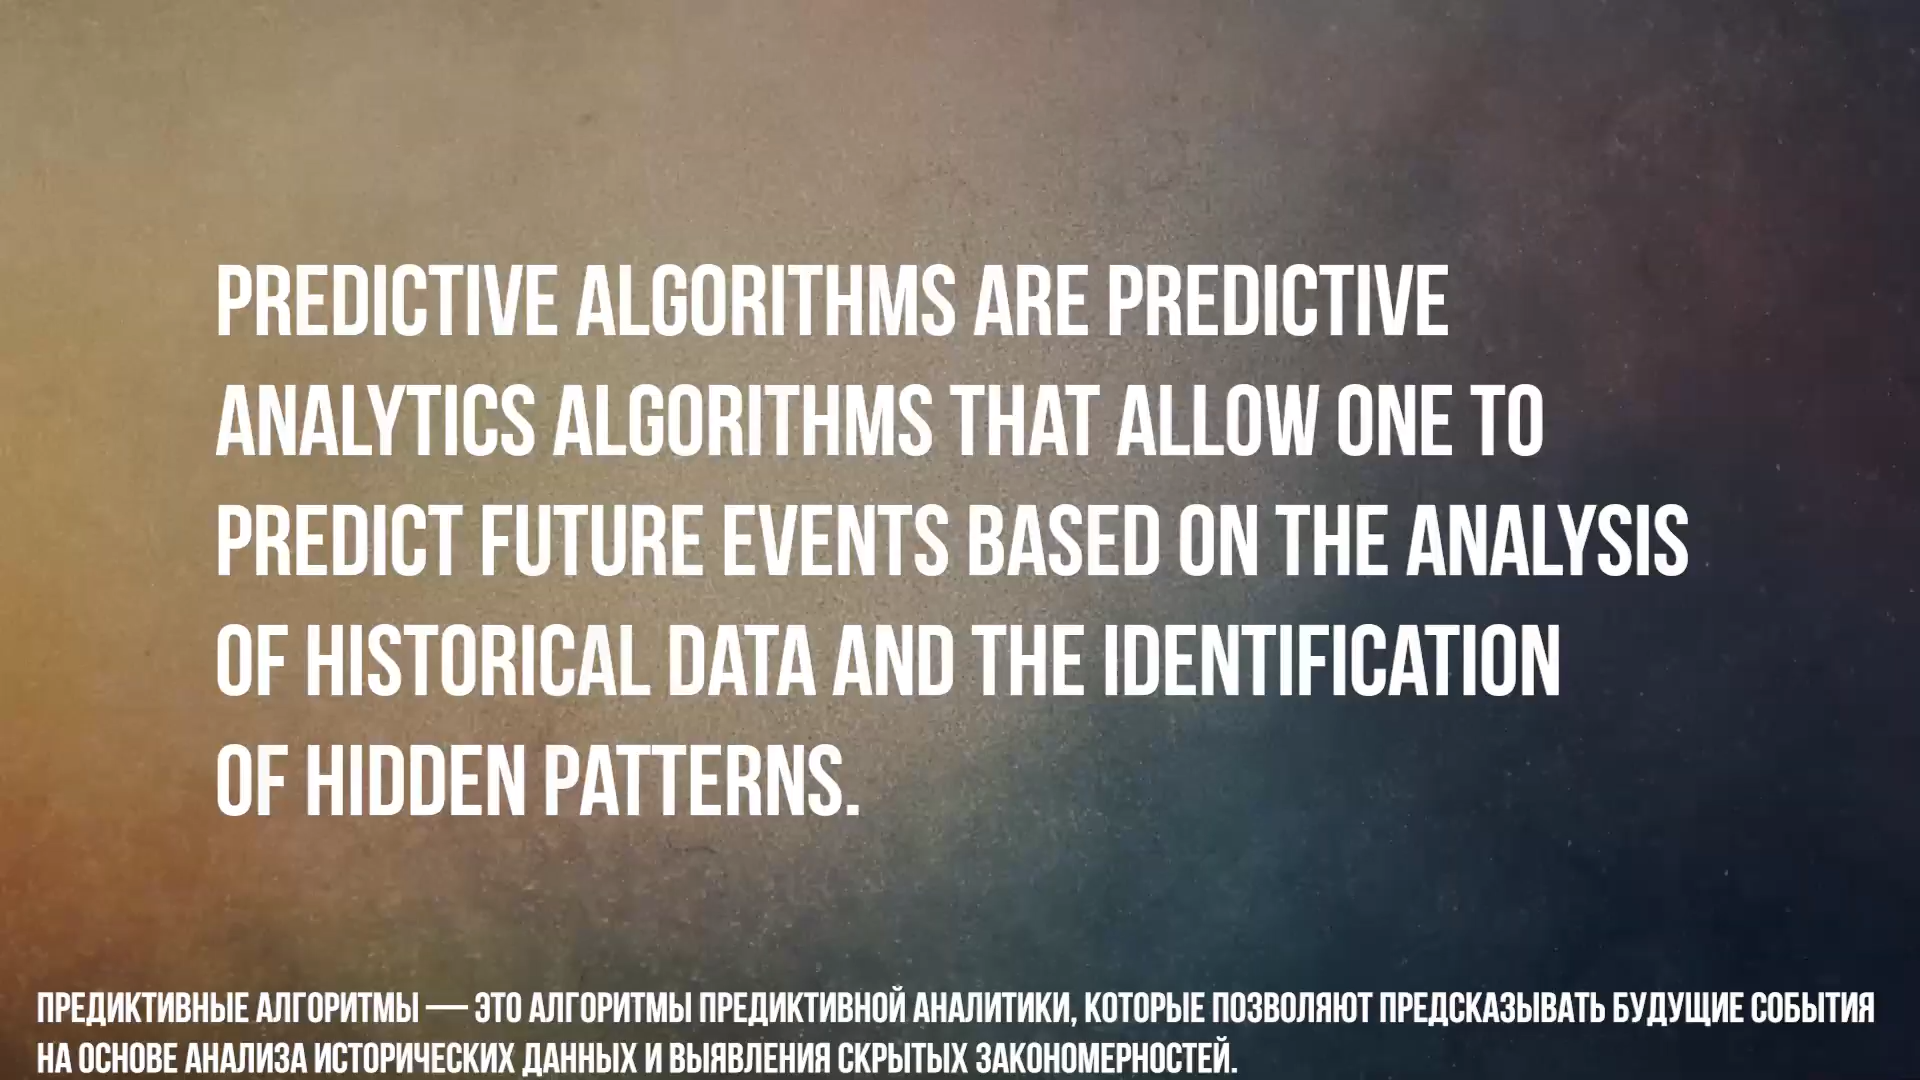 PREDICTIVE ALGORITHMS ARE PREDICTIVE
ANALYTICS ALGORITHMS THAT ALLOW ONE TO
PREDICT FUTURE EVENTS BASED ON THE ANALYSIS
OF HISTORICAL DATA AND THE IDENTIFICATION
OF HIDDEN PATTERNS.
ПРЕДИКТИВНЫЕ АЛГОРИТМЫ — ЭТО АЛГОРИТМЫ ПРЕДИКТИВНОЙ АНАЛИТИКИ, КОТОРЫЕ ПОЗВОЛЯЮТ ПРЕДСКАЗЫВАТЬ БУДУЩИЕ СОБЫТИЯ
НА ОСНОВЕ АНАЛИЗА ИСТОРИЧЕСКИХ ДАННЫХ И ВЫЯВЛЕНИЯ СКРЫТЫХ ЗАКОНОМЕРНОСТЕЙ.